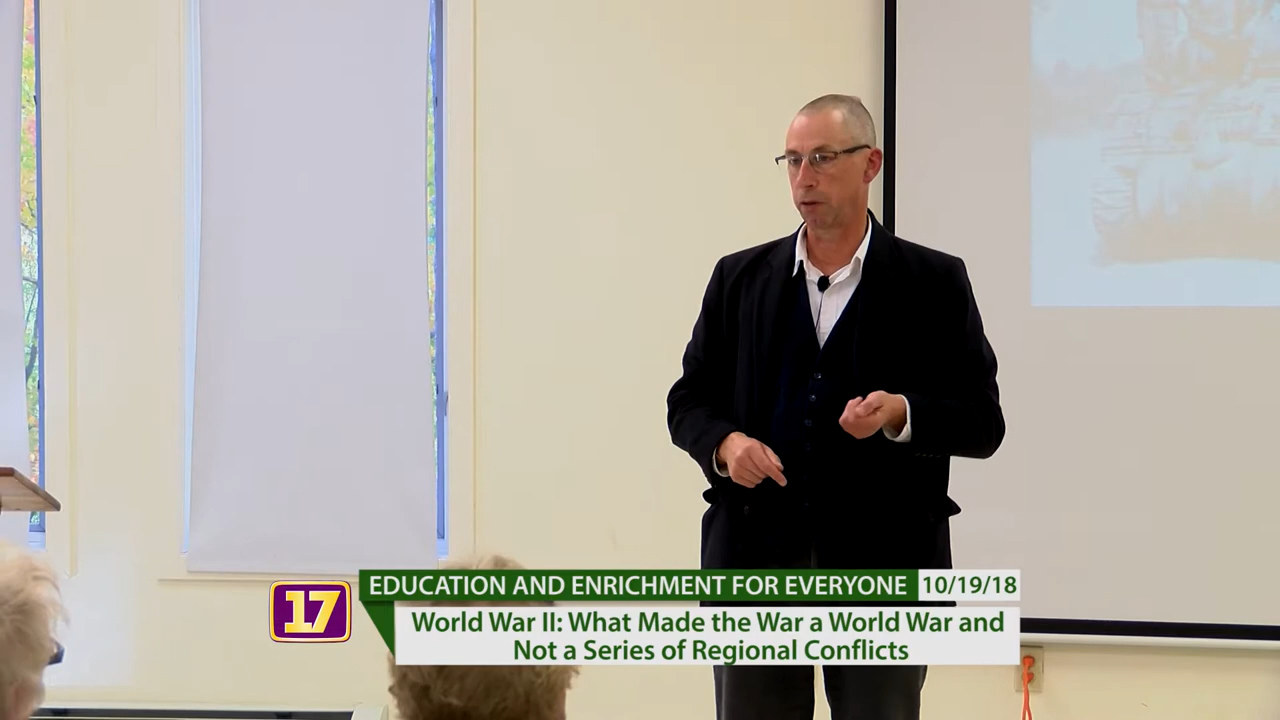 17
EDUCATION AND ENRICHMENT FOR EVERYONE 10/19/18
World War II: What Made the War a World War and
Not a Series of Regional Conflicts